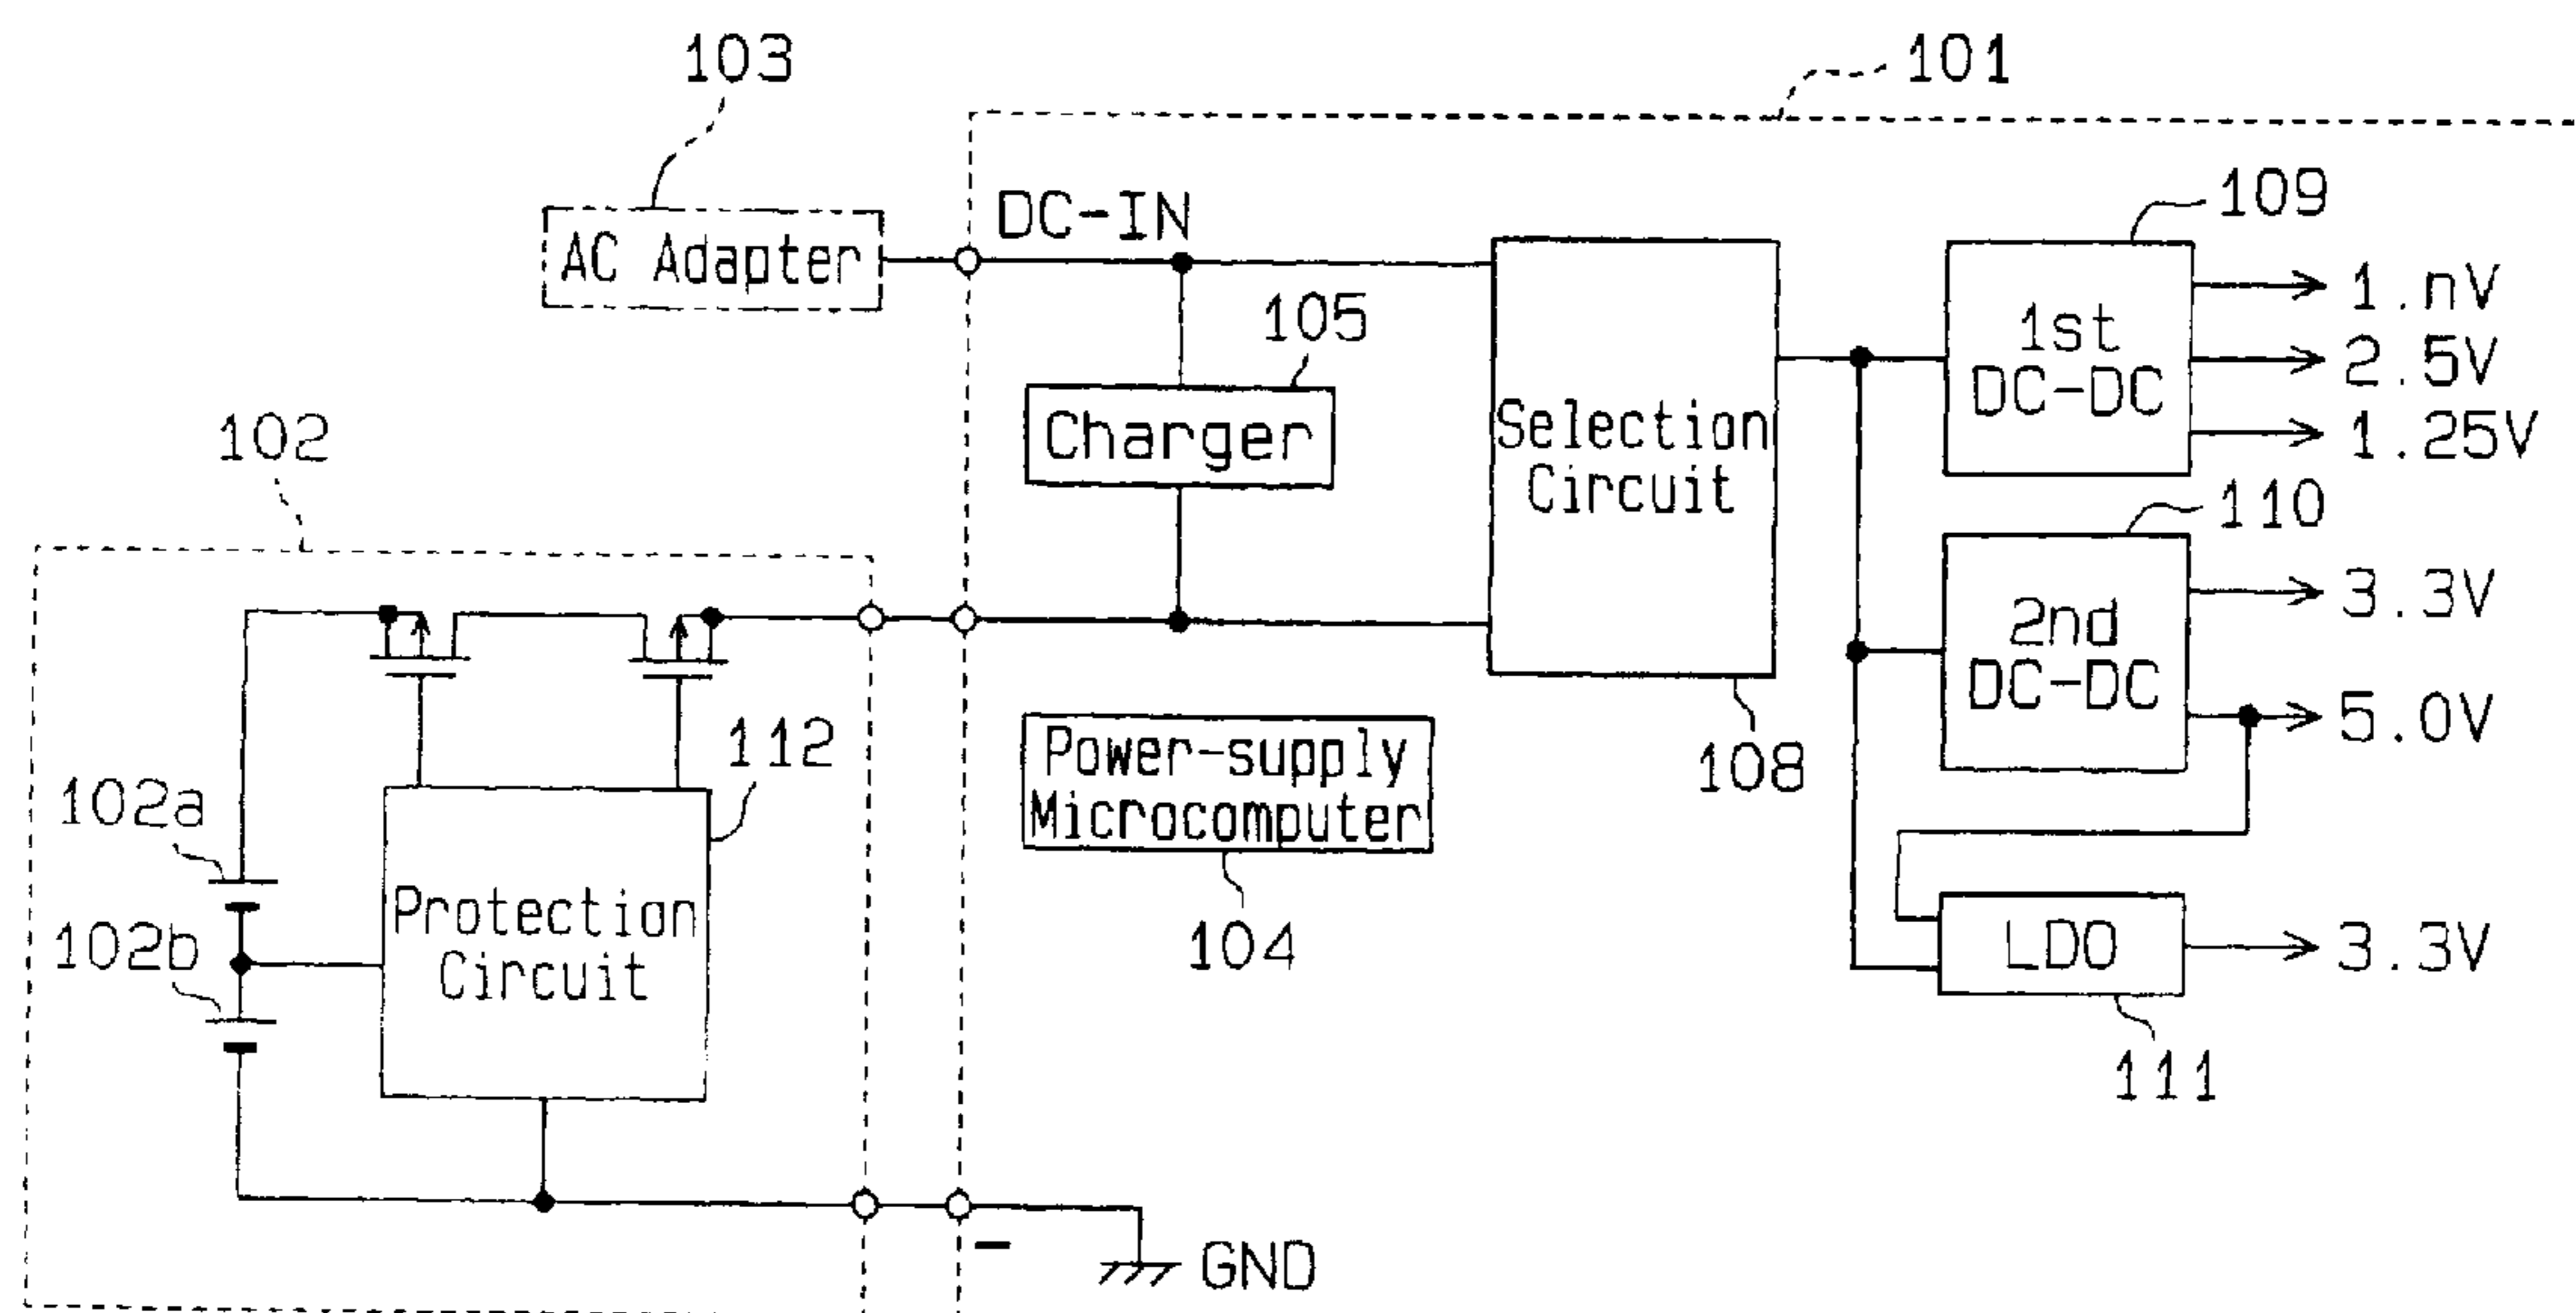 103
101
AC Adapter
DC-IN
109
1st
DC-DC
1.nV
2.5V
1.25V
105
Charger
Selection
Circuit
108
102
110
2nd
DC-DC
3.3V
5.0V
112
Power-supply
Microcomputer
104
102a
102b
Protection
Circuit
LDO
3.3V
111
-
GND